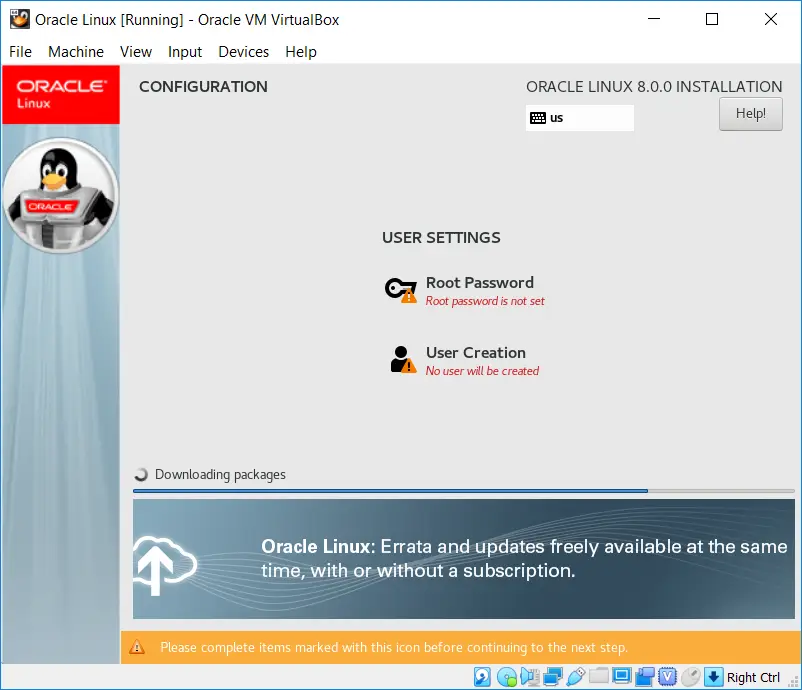 Oracle Linux [Running] - Oracle VM VirtualBox
File Machine View Input Devices Help
ORACLE
Linux
CONFIGURATION
ORACLE LINUX 8.0.0 INSTALLATION
us
Help!
ORACLE
USER SETTINGS
Root Password
Root password is not set
User Creation
No user will be created
Downloading packages
Oracle Linux: Errata and updates freely available at the same
time, with or without a subscription.
Please complete items marked with this icon before continuing to the next step.
Right Ctrl